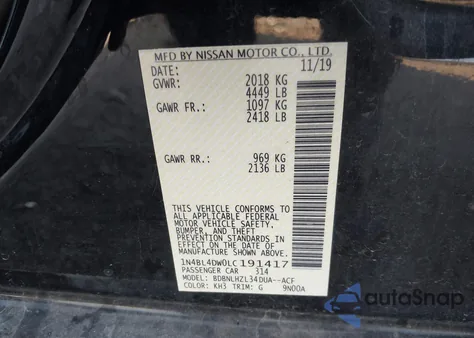 MFD BY NISSAN MOTOR CO., LTD.
DATE: 11/19
GVWR: 2018 KG
4449 LB
GAWR FR.: 1097 KG
2418 LB
GAWR RR.: 969 KG
2136 LB
THIS VEHICLE CONFORMS TO
ALL APPLICABLE FEDERAL
MOTOR VEHICLE SAFETY,
BUMPER, AND THEFT
PREVENTION STANDARDS IN
EFFECT ON THE DATE OF
MANUFACTURE SHOWN ABOVE.
1N4BL4DW0LC191417
PASSENGER CAR 314
MODEL: BDBNLHZL34DUA--ACF
COLOR: KH3 TRIM: G 9N00A
autoSnap